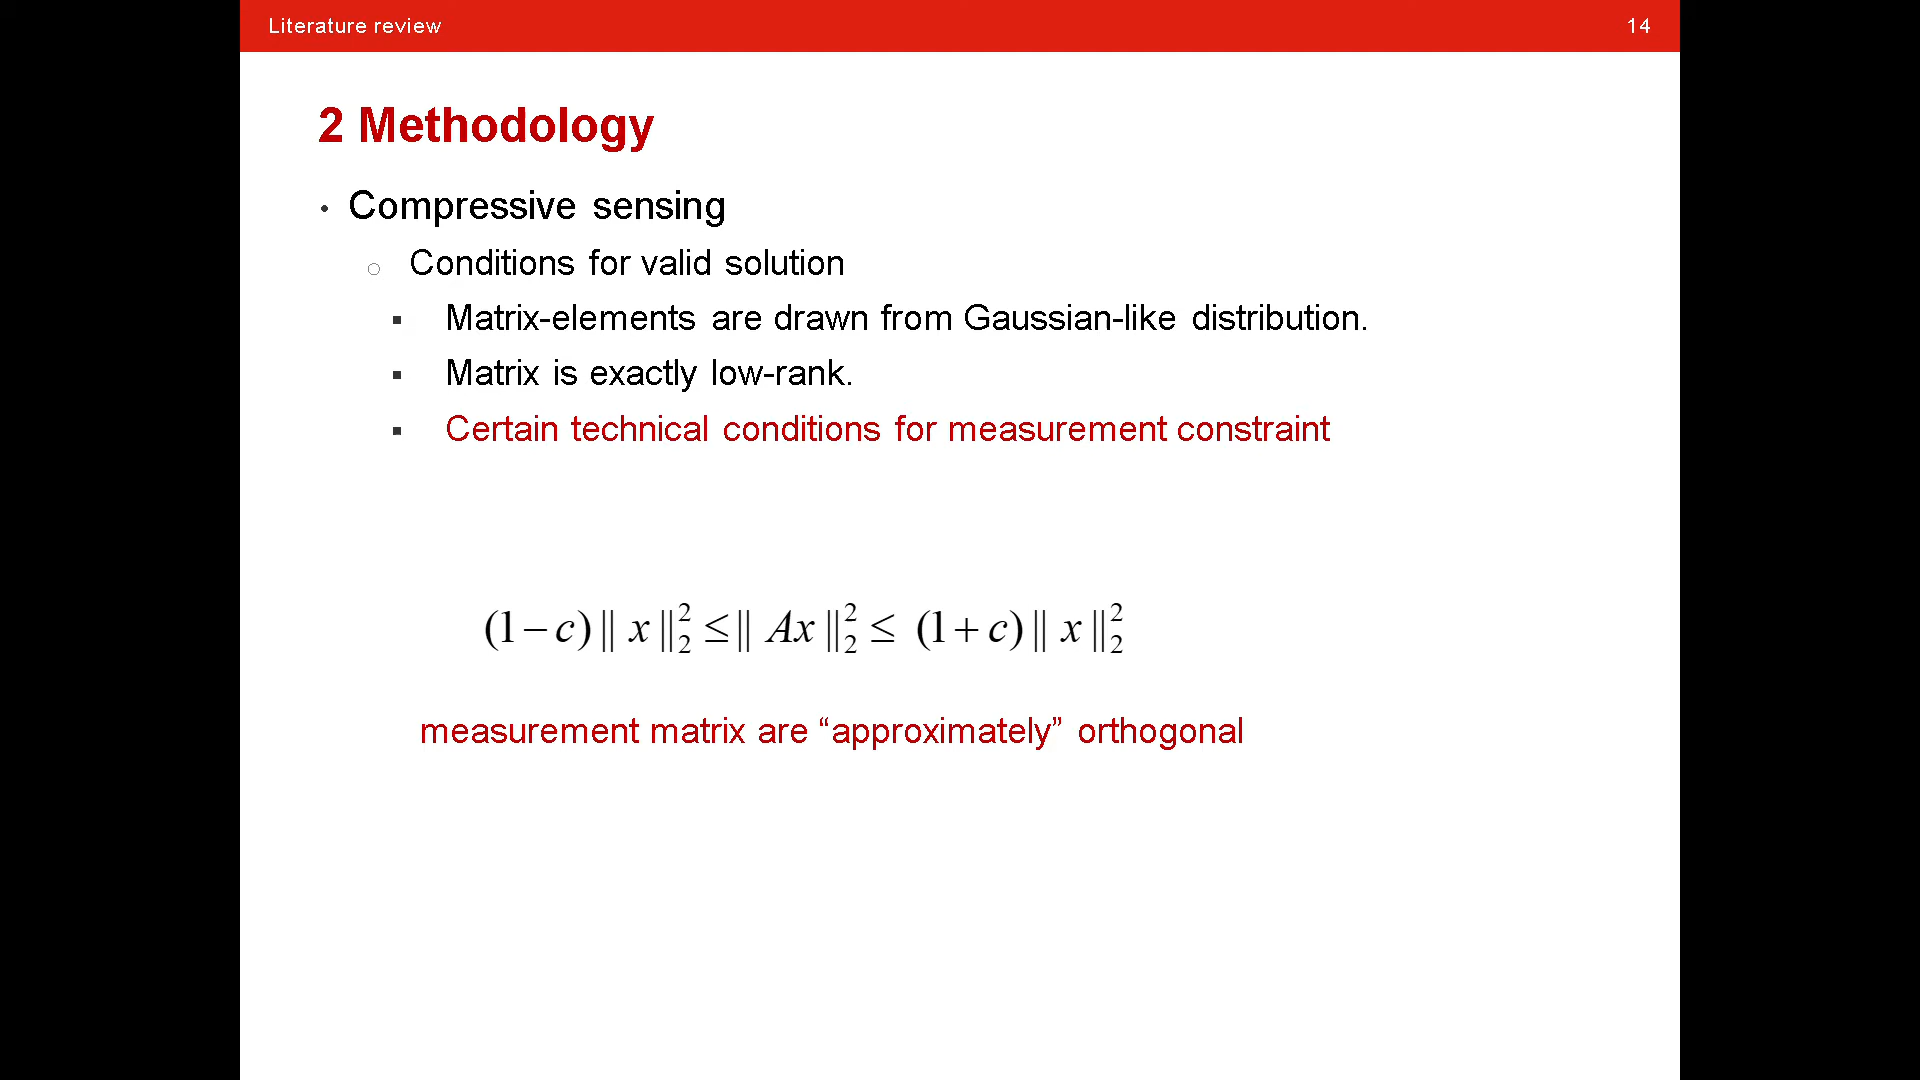 Literature review 14
2 Methodology
• Compressive sensing
○ Conditions for valid solution
▪ Matrix-elements are drawn from Gaussian-like distribution.
▪ Matrix is exactly low-rank.
▪ Certain technical conditions for measurement constraint
(1−c)‖x‖₂² ≤ ‖Ax‖₂² ≤ (1+c)‖x‖₂²
measurement matrix are “approximately” orthogonal